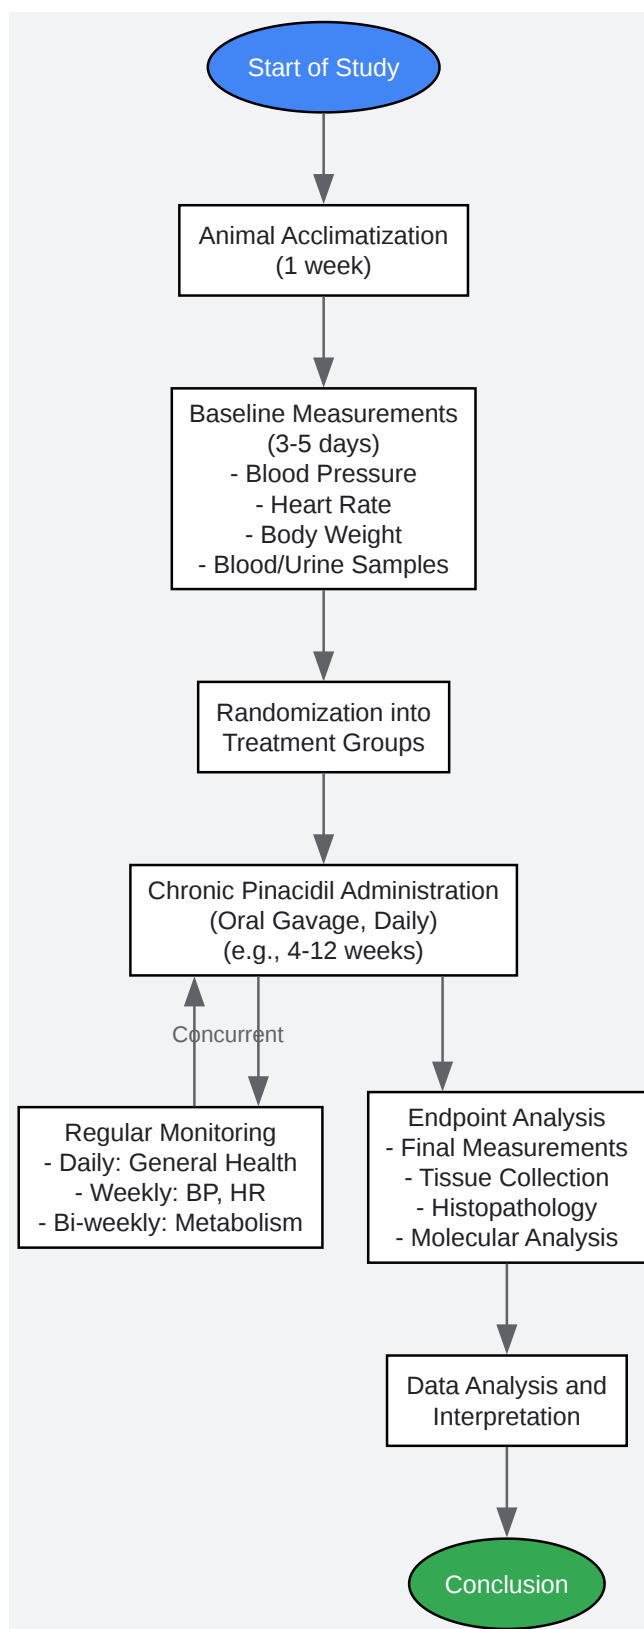 Start of Study
Animal Acclimatization
(1 week)
Baseline Measurements
(3-5 days)
- Blood Pressure
- Heart Rate
- Body Weight
- Blood/Urine Samples
Randomization into
Treatment Groups
Chronic Pinacidil Administration
(Oral Gavage, Daily)
(e.g., 4-12 weeks)
Concurrent
Regular Monitoring
- Daily: General Health
- Weekly: BP, HR
- Bi-weekly: Metabolism
Endpoint Analysis
- Final Measurements
- Tissue Collection
- Histopathology
- Molecular Analysis
Data Analysis and
Interpretation
Conclusion